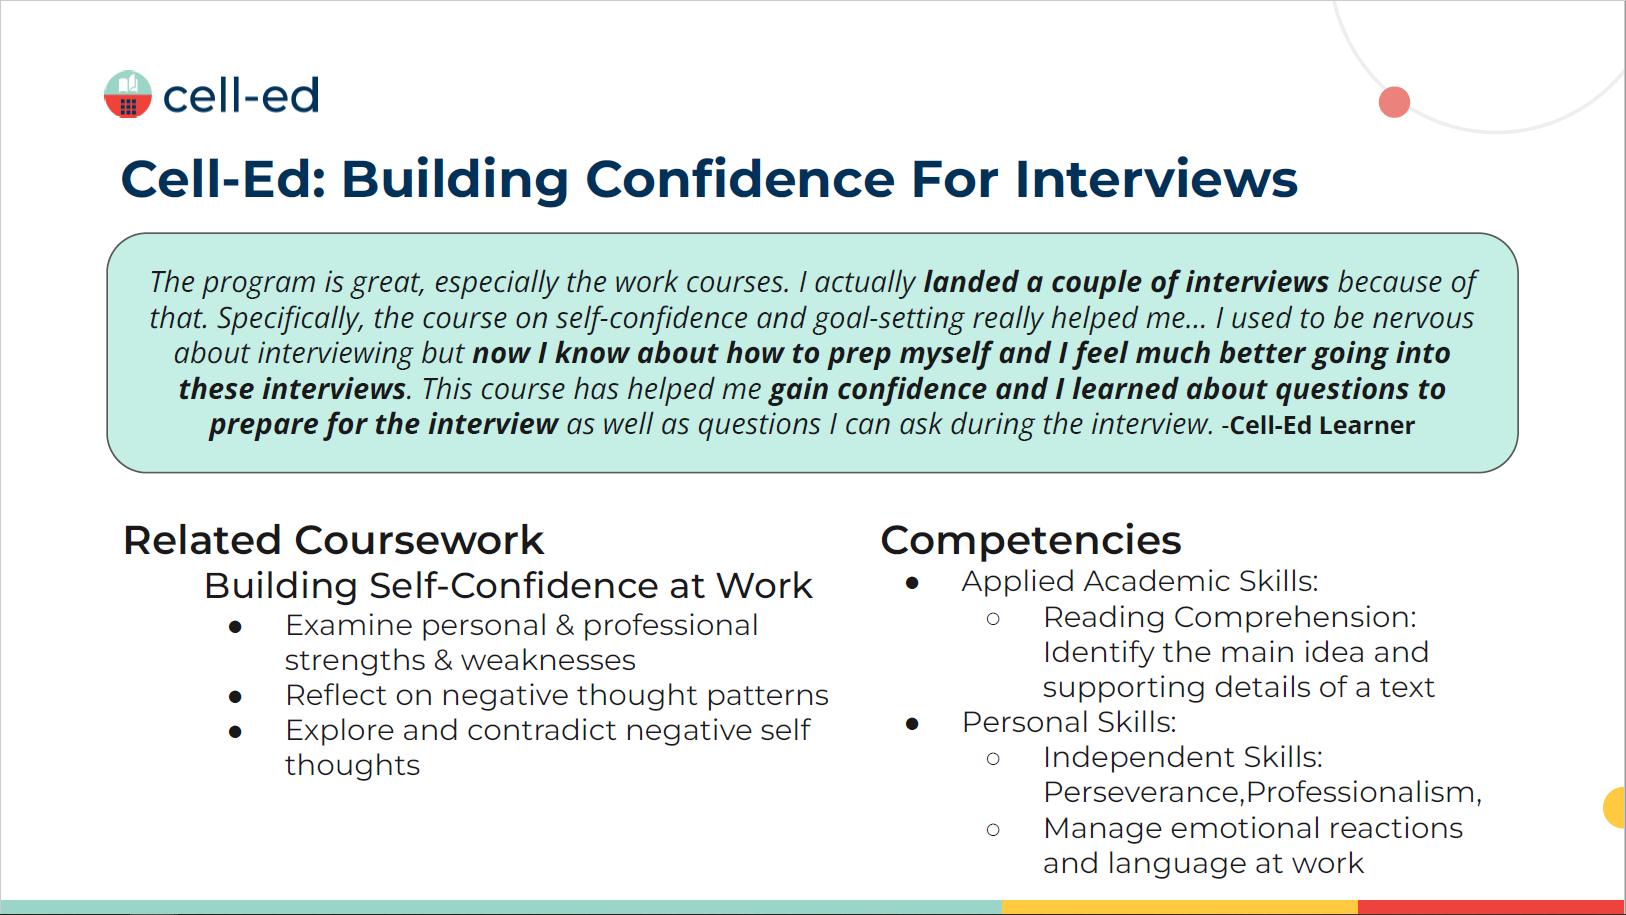 cell-ed
Cell-Ed: Building Confidence For Interviews
The program is great, especially the work courses. I actually landed a couple of interviews because of
that. Specifically, the course on self-confidence and goal-setting really helped me... I used to be nervous
about interviewing but now I know about how to prep myself and I feel much better going into
these interviews. This course has helped me gain confidence and I learned about questions to
prepare for the interview as well as questions I can ask during the interview. -Cell-Ed Learner
Related Coursework
Building Self-Confidence at Work
● Examine personal & professional
strengths & weaknesses
● Reflect on negative thought patterns
● Explore and contradict negative self
thoughts
Competencies
● Applied Academic Skills:
○ Reading Comprehension:
Identify the main idea and
supporting details of a text
● Personal Skills:
○ Independent Skills:
Perseverance,Professionalism,
○ Manage emotional reactions
and language at work